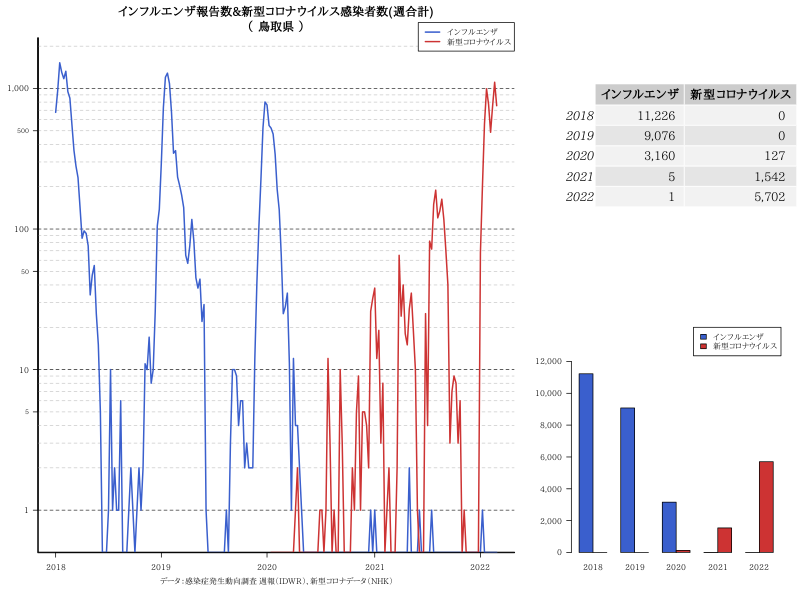 インフルエンザ報告数&新型コロナウイルス感染者数(週合計)
（ 鳥取県 ）
インフルエンザ
新型コロナウイルス
1,000
500
100
50
10
5
1
2018 2019 2020 2021 2022
データ：感染症発生動向調査 週報(IDWR)、新型コロナデータ(NHK)
インフルエンザ 新型コロナウイルス
2018 11,226 0
2019 9,076 0
2020 3,160 127
2021 5 1,542
2022 1 5,702
インフルエンザ
新型コロナウイルス
12,000
10,000
8,000
6,000
4,000
2,000
0
2018 2019 2020 2021 2022